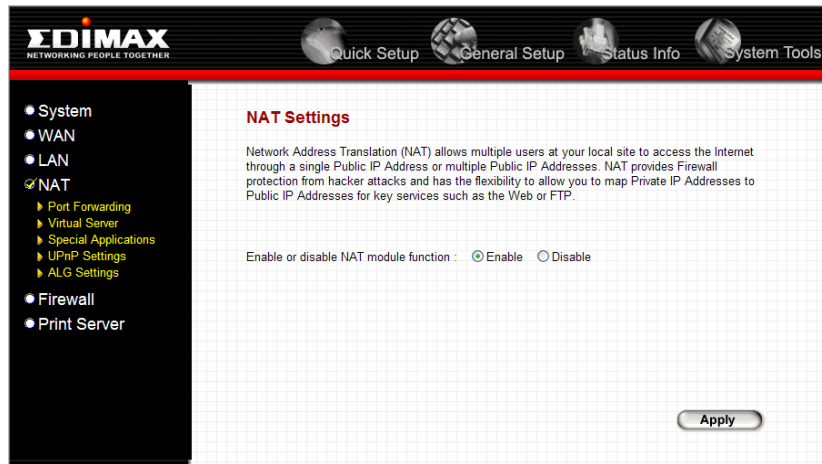 EDIMAX
NETWORKING PEOPLE TOGETHER
Quick Setup
General Setup
Status Info
System Tools
System
WAN
LAN
NAT
Port Forwarding
Virtual Server
Special Applications
UPnP Settings
ALG Settings
Firewall
Print Server
NAT Settings
Network Address Translation (NAT) allows multiple users at your local site to access the Internet
through a single Public IP Address or multiple Public IP Addresses. NAT provides Firewall
protection from hacker attacks and has the flexibility to allow you to map Private IP Addresses to
Public IP Addresses for key services such as the Web or FTP.
Enable or disable NAT module function : Enable Disable
Apply